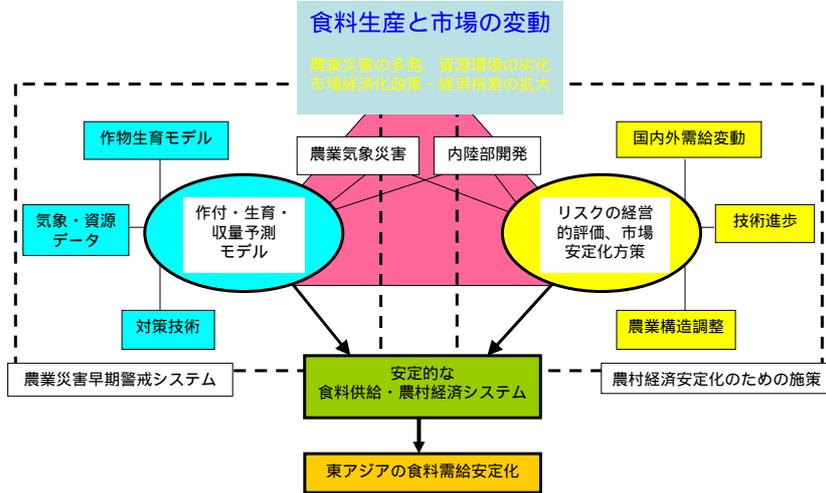 食料生産と市場の変動
農業災害の多発、資源環境の劣化
市場経済化政策・経済格差の拡大
作物生育モデル
農業気象災害
内陸部開発
国内外需給変動
気象・資源
データ
作付・生育・
収量予測
モデル
リスクの経営
的評価、市場
安定化方策
技術進歩
対策技術
農業構造調整
農業災害早期警戒システム
安定的な
食料供給・農村経済システム
農村経済安定化のための施策
東アジアの食料需給安定化